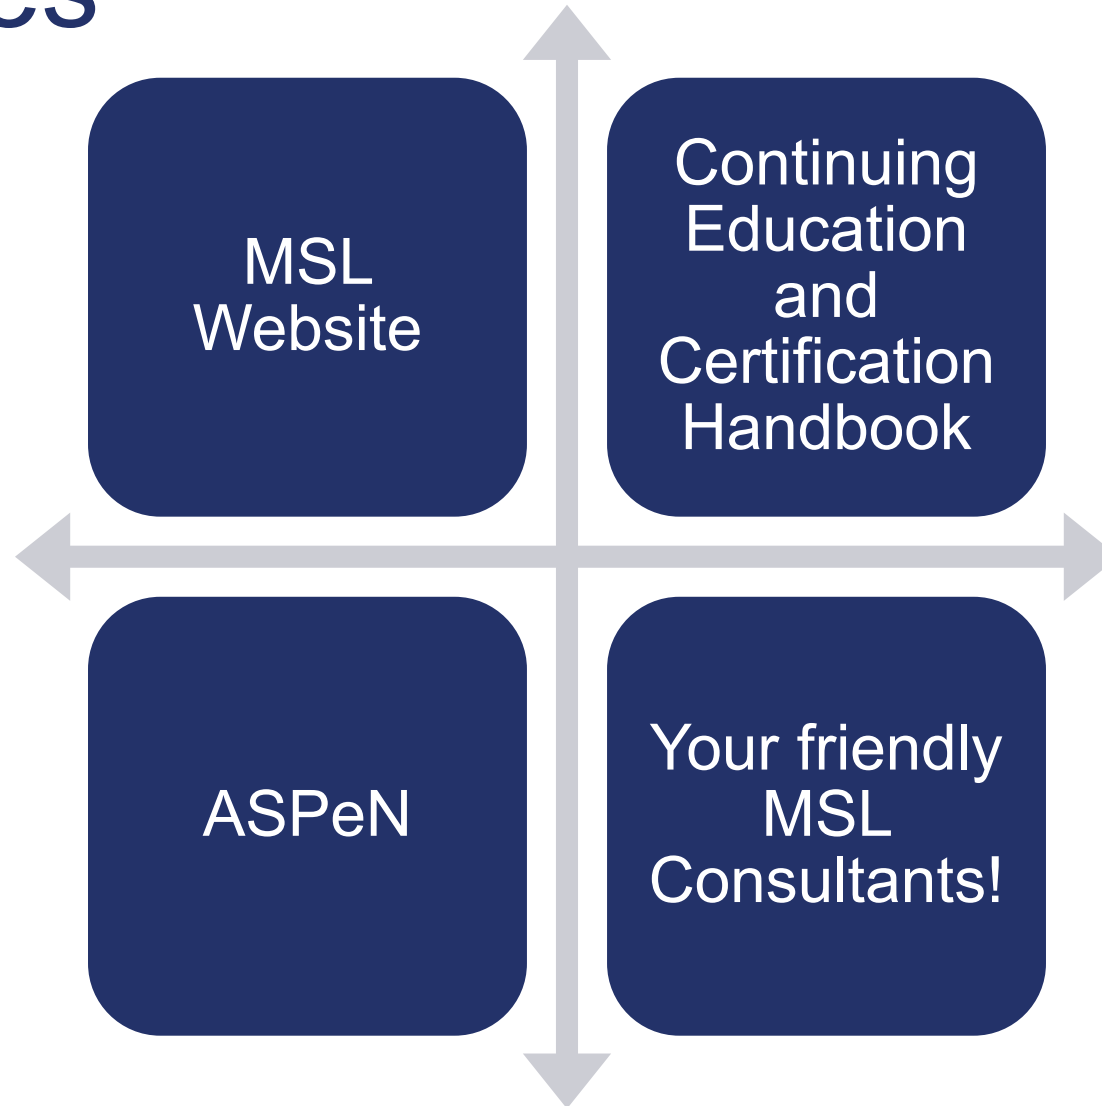 MSL
Website
Continuing
Education
and
Certification
Handbook
ASPeN
Your friendly
MSL
Consultants!